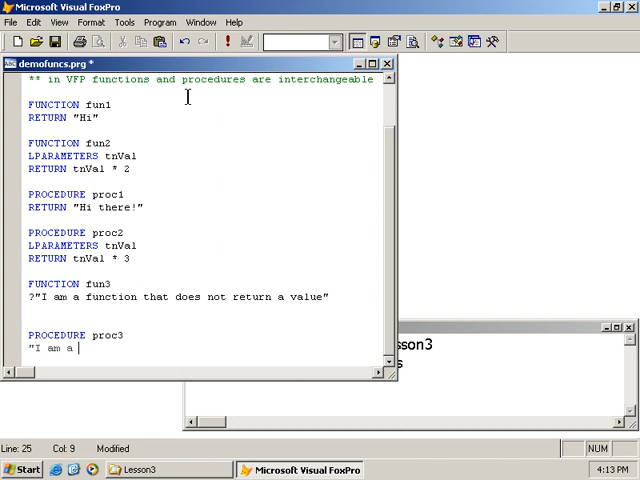 Microsoft Visual FoxPro
File Edit View Format Tools Program Window Help
demofuncs.prg *
** in VFP functions and procedures are interchangeable
FUNCTION fun1
RETURN "Hi"
FUNCTION fun2
LPARAMETERS tnVal
RETURN tnVal * 2
PROCEDURE proc1
RETURN "Hi there!"
PROCEDURE proc2
LPARAMETERS tnVal
RETURN tnVal * 3
FUNCTION fun3
?"I am a function that does not return a value"
PROCEDURE proc3
"I am a
sson3
s
Line: 25 Col: 9 Modified NUM
Start Lesson3 Microsoft Visual FoxPro 4:13 PM